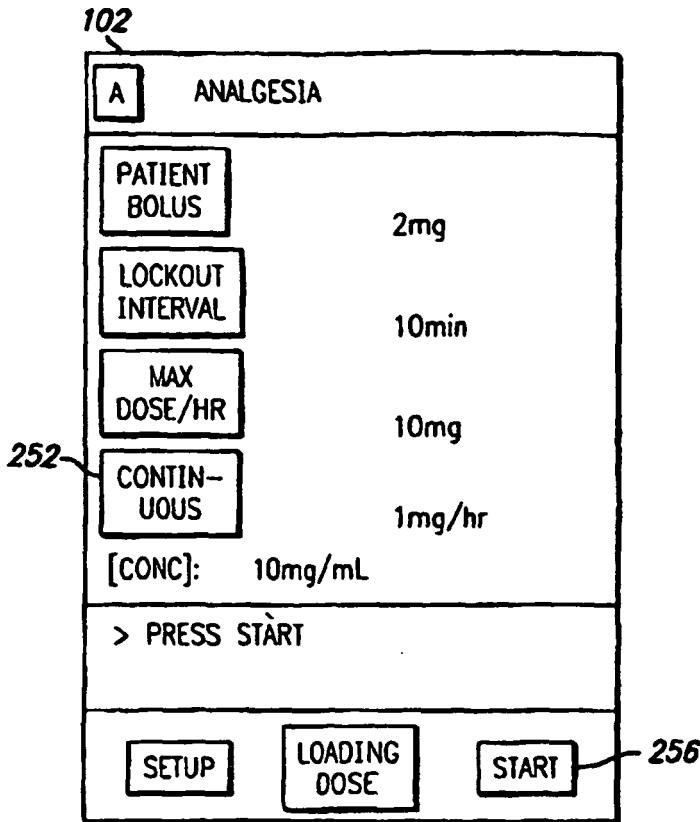 102
A ANALGESIA
PATIENT
BOLUS
2mg
LOCKOUT
INTERVAL
10min
MAX
DOSE/HR
10mg
252
CONTIN-
UOUS
1mg/hr
[CONC]: 10mg/mL
> PRESS START
SETUP
LOADING
DOSE
START
256